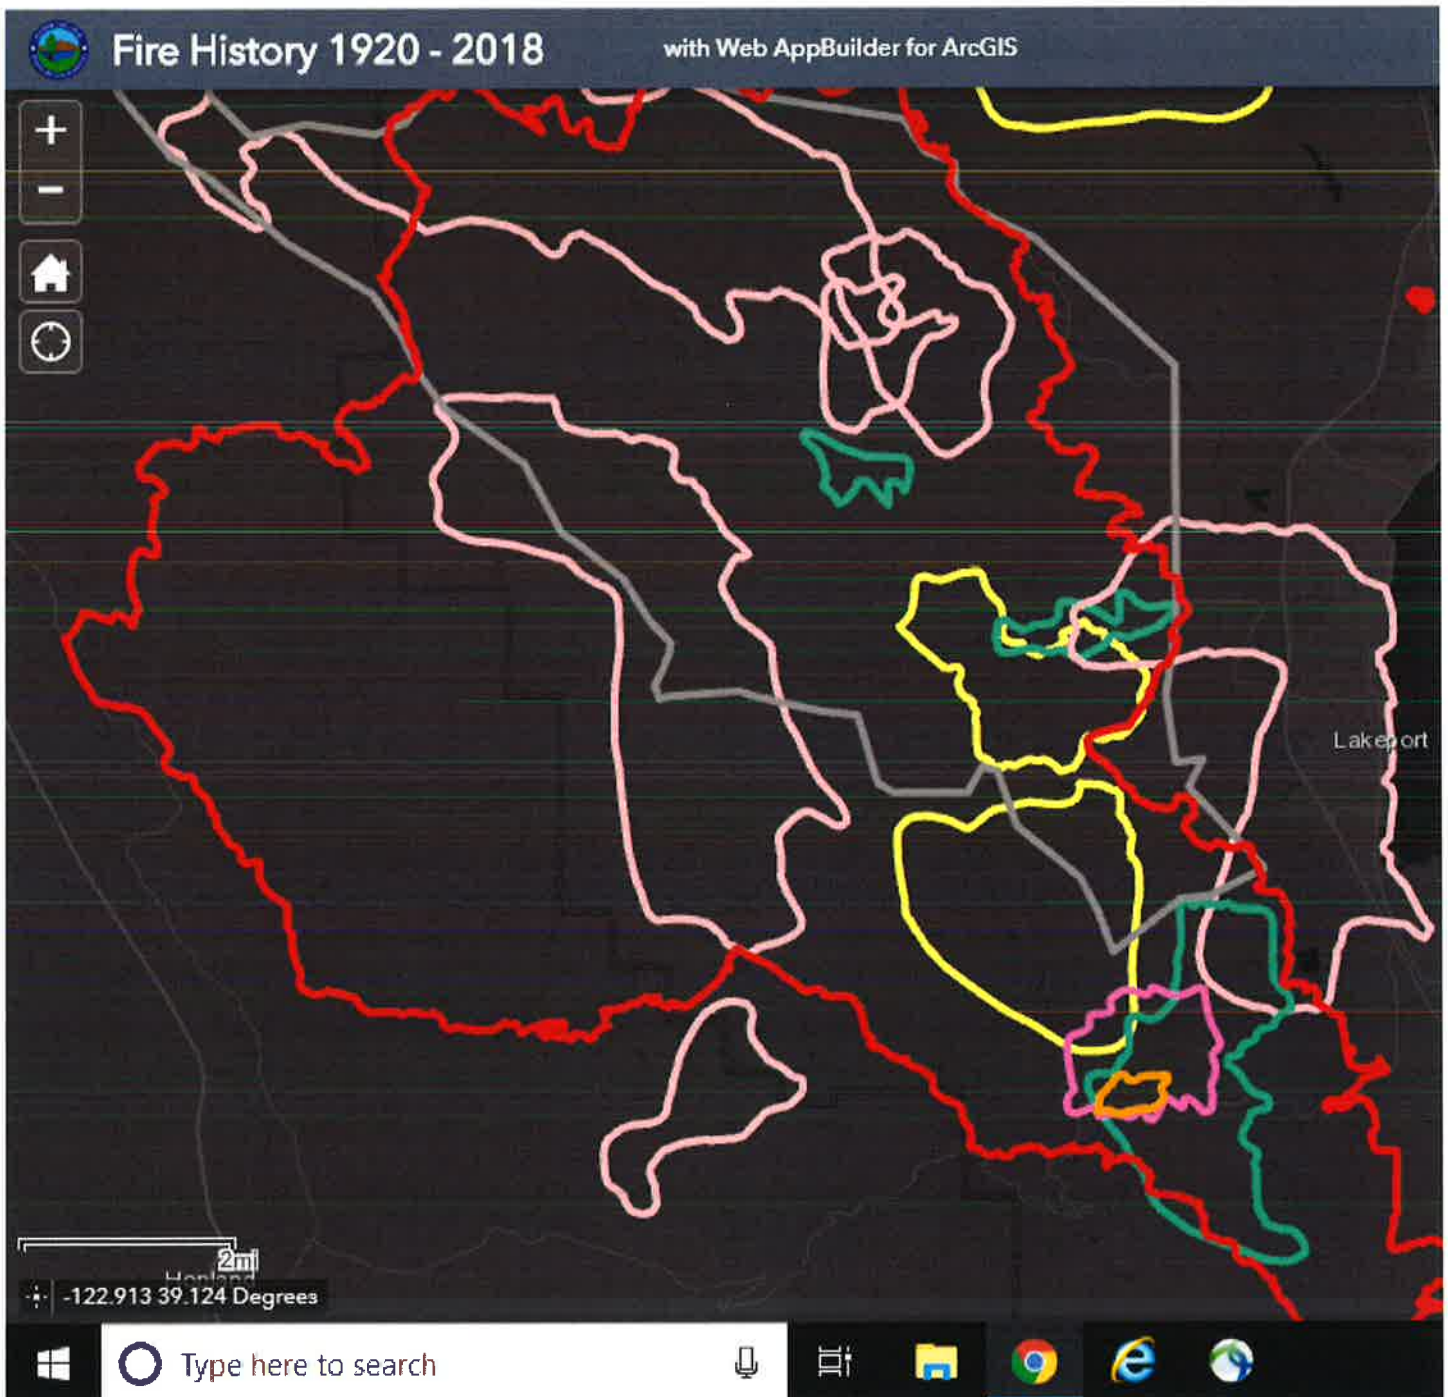 Fire History 1920 - 2018
with Web AppBuilder for ArcGIS
+
−
Lakeport
2mi
Hopland
-122.913 39.124 Degrees
Type here to search